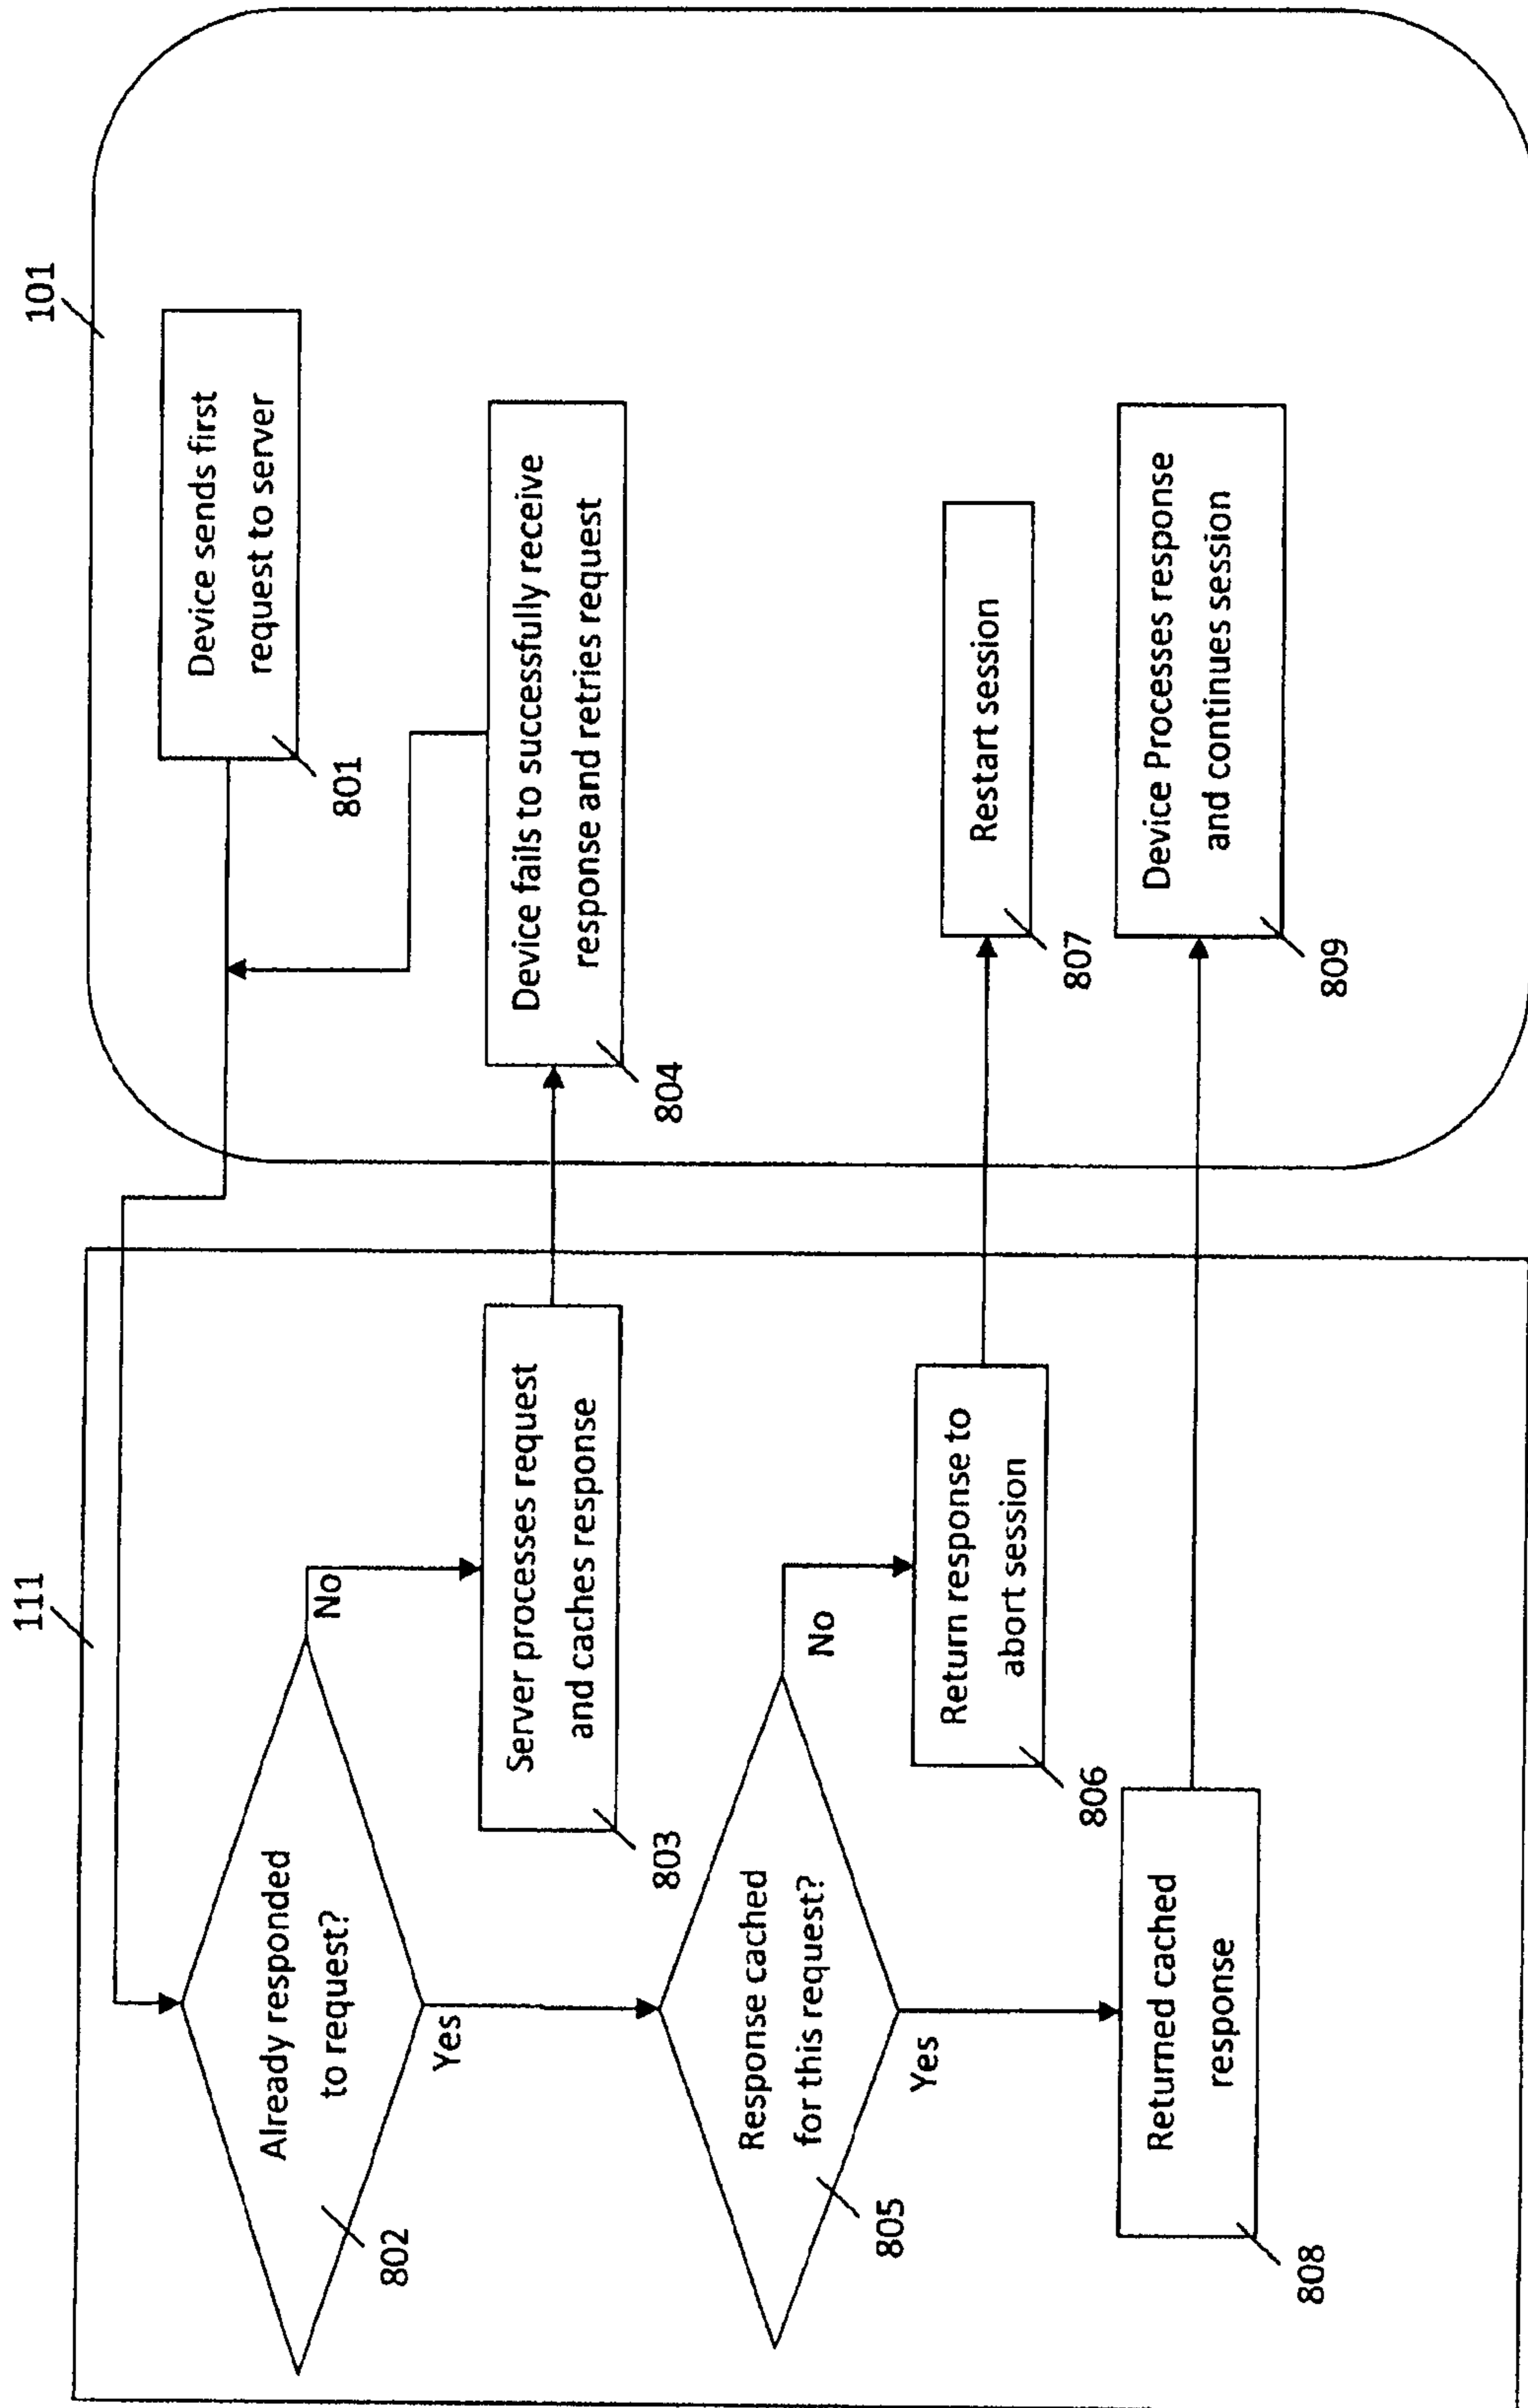 111
101
Device sends first
request to server
801
Already responded
to request?
802
No
Yes
Server processes request
and caches response
803
Device fails to successfully receive
response and retries request
804
Response cached
for this request?
805
No
Yes
Return response to
abort session
806
Restart session
807
Returned cached
response
808
Device Processes response
and continues session
809